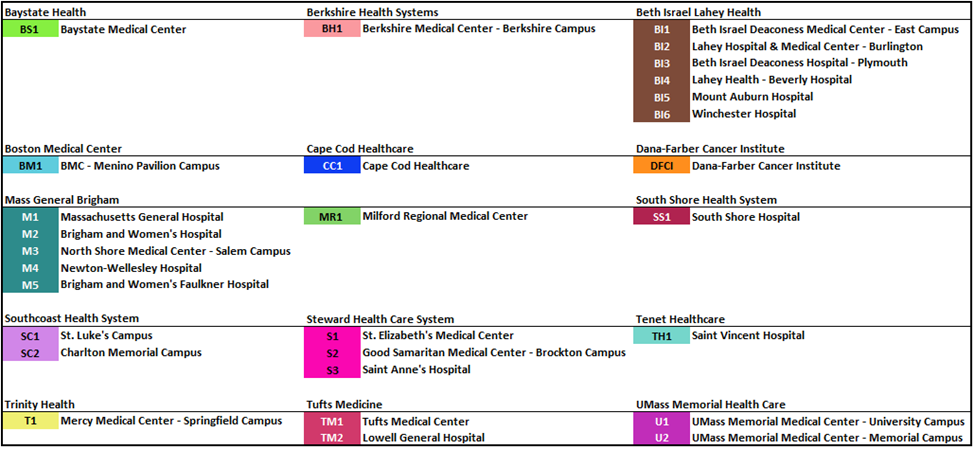 Baystate Health Berkshire Health Systems Beth Israel Lahey Health
BS1 Baystate Medical Center BH1 Berkshire Medical Center - Berkshire Campus BI1 Beth Israel Deaconess Medical Center - East Campus
BI2 Lahey Hospital & Medical Center - Burlington
BI3 Beth Israel Deaconess Hospital - Plymouth
BI4 Lahey Health - Beverly Hospital
BI5 Mount Auburn Hospital
BI6 Winchester Hospital
Boston Medical Center Cape Cod Healthcare Dana-Farber Cancer Institute
BM1 BMC - Menino Pavilion Campus CC1 Cape Cod Healthcare DFCI Dana-Farber Cancer Institute
Mass General Brigham South Shore Health System
M1 Massachusetts General Hospital MR1 Milford Regional Medical Center SS1 South Shore Hospital
M2 Brigham and Women's Hospital
M3 North Shore Medical Center - Salem Campus
M4 Newton-Wellesley Hospital
M5 Brigham and Women's Faulkner Hospital
Southcoast Health System Steward Health Care System Tenet Healthcare
SC1 St. Luke's Campus S1 St. Elizabeth's Medical Center TH1 Saint Vincent Hospital
SC2 Charlton Memorial Campus S2 Good Samaritan Medical Center - Brockton Campus
S3 Saint Anne's Hospital
Trinity Health Tufts Medicine UMass Memorial Health Care
T1 Mercy Medical Center - Springfield Campus TM1 Tufts Medical Center U1 UMass Memorial Medical Center - University Campus
TM2 Lowell General Hospital U2 UMass Memorial Medical Center - Memorial Campus